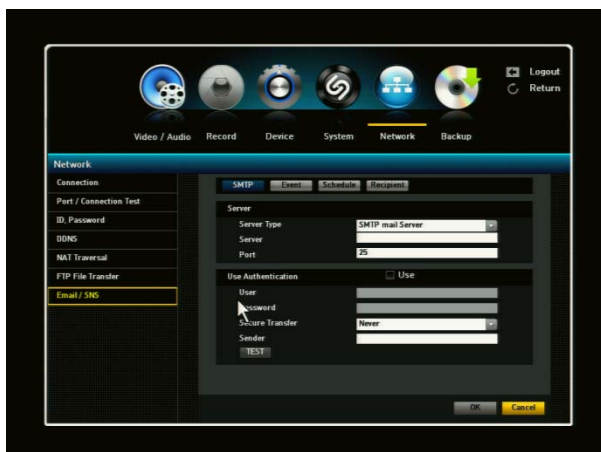 Logout
Return
Video / Audio Record Device System Network Backup
Network
Connection
Port / Connection Test
ID, Password
DDNS
NAT Traversal
FTP File Transfer
Email / SNS
SMTP Event Schedule Recipient
Server
Server Type SMTP mail Server
Server
Port 25
Use Authentication Use
User
Password
Secure Transfer Never
Sender
TEST
OK Cancel